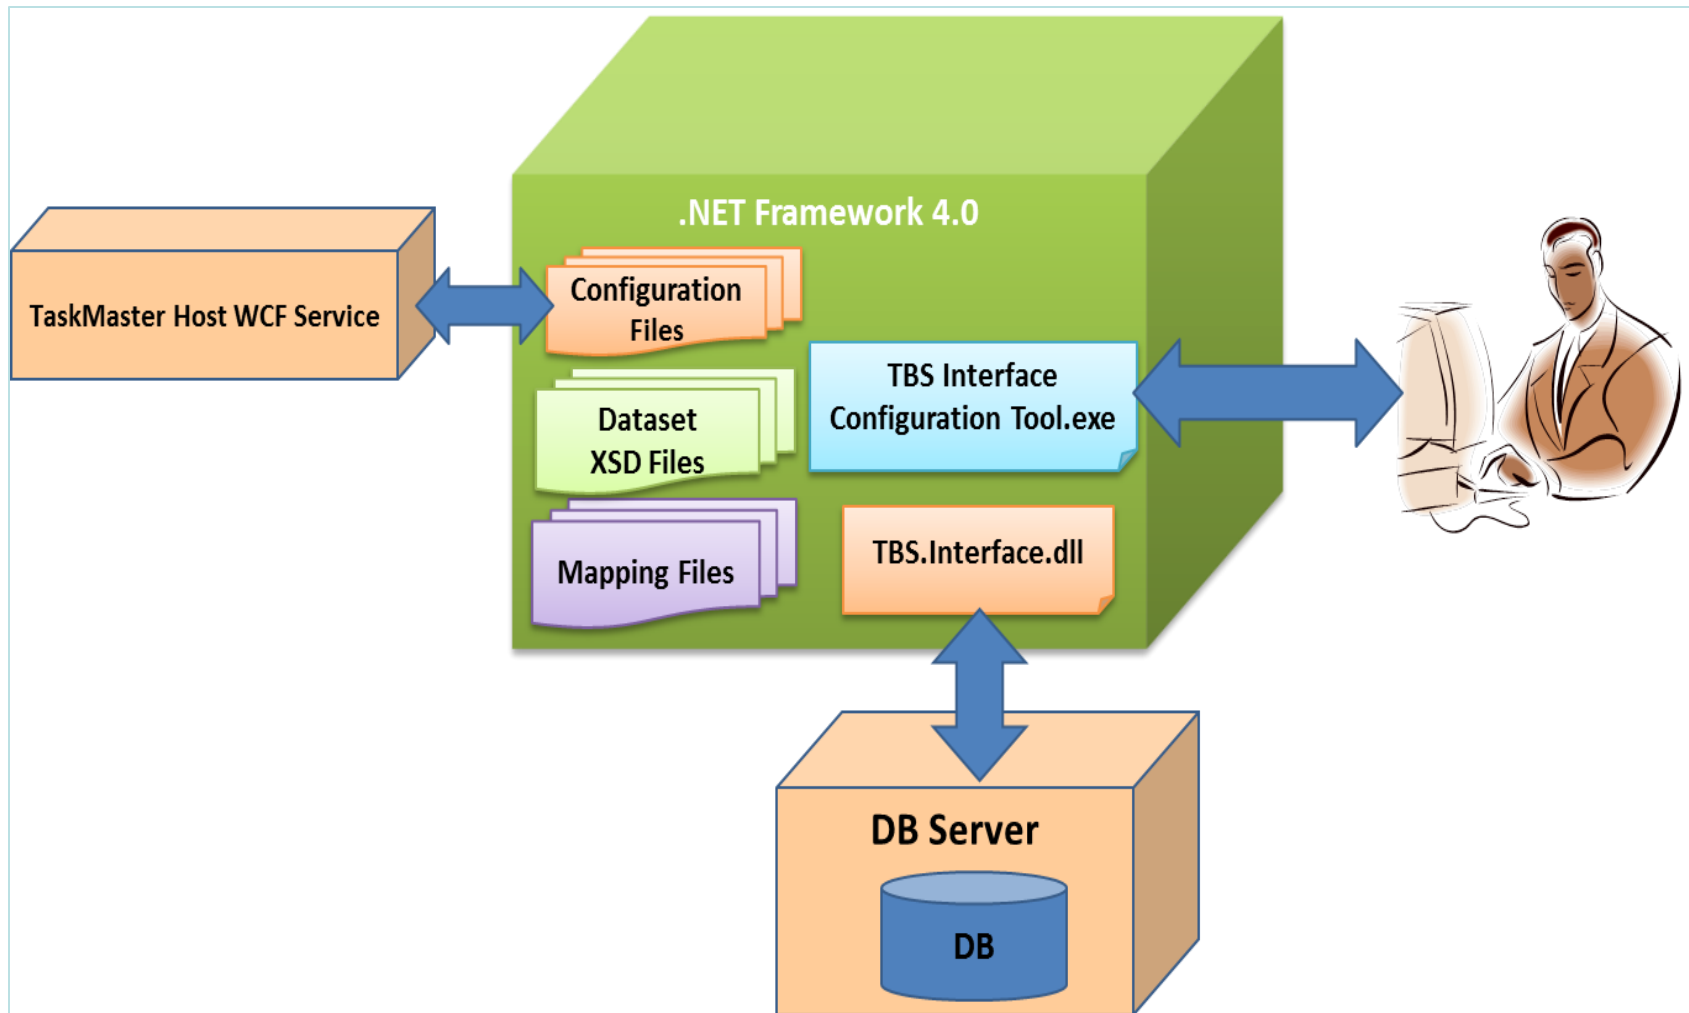 .NET Framework 4.0
TaskMaster Host WCF Service
Configuration
Files
TBS Interface
Configuration Tool.exe
Dataset
XSD Files
Mapping Files
TBS.Interface.dll
DB Server
DB